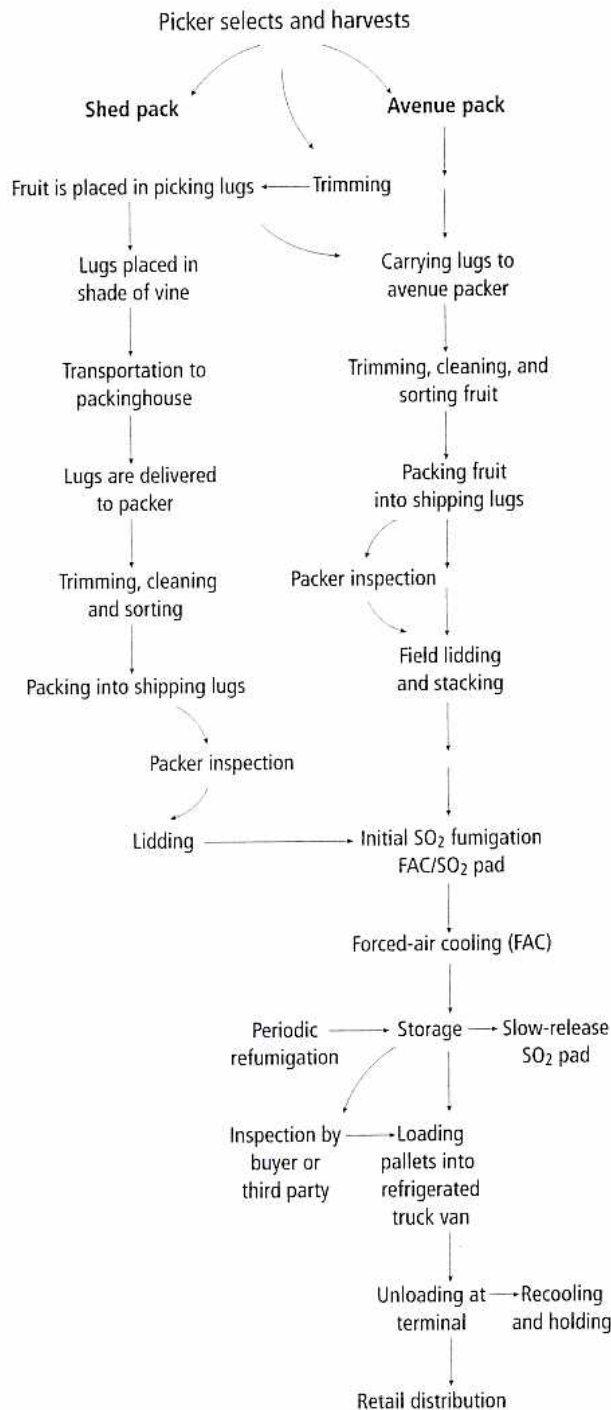 Picker selects and harvests
Shed pack
Avenue pack
Fruit is placed in picking lugs
Trimming
Lugs placed in
shade of vine
Carrying lugs to
avenue packer
Transportation to
packinghouse
Trimming, cleaning, and
sorting fruit
Lugs are delivered
to packer
Packing fruit
into shipping lugs
Trimming, cleaning
and sorting
Packer inspection
Packing into shipping lugs
Field lidding
and stacking
Packer inspection
Lidding
Initial SO₂ fumigation
FAC/SO₂ pad
Forced-air cooling (FAC)
Periodic
refumigation
Storage
Slow-release
SO₂ pad
Inspection by
buyer or
third party
Loading
pallets into
refrigerated
truck van
Unloading at
terminal
Recooling
and holding
Retail distribution